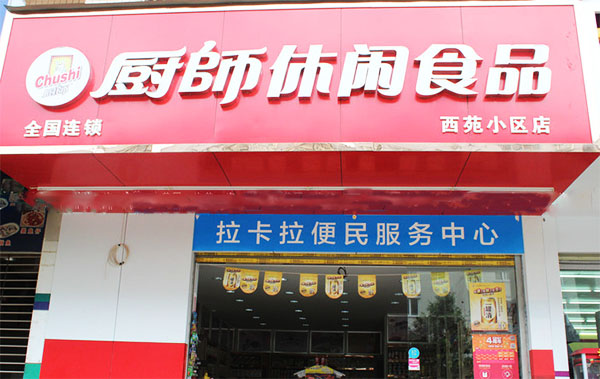 Chushi
厨師休闲食品
全国连锁
西苑小区店
拉卡拉便民服务中心